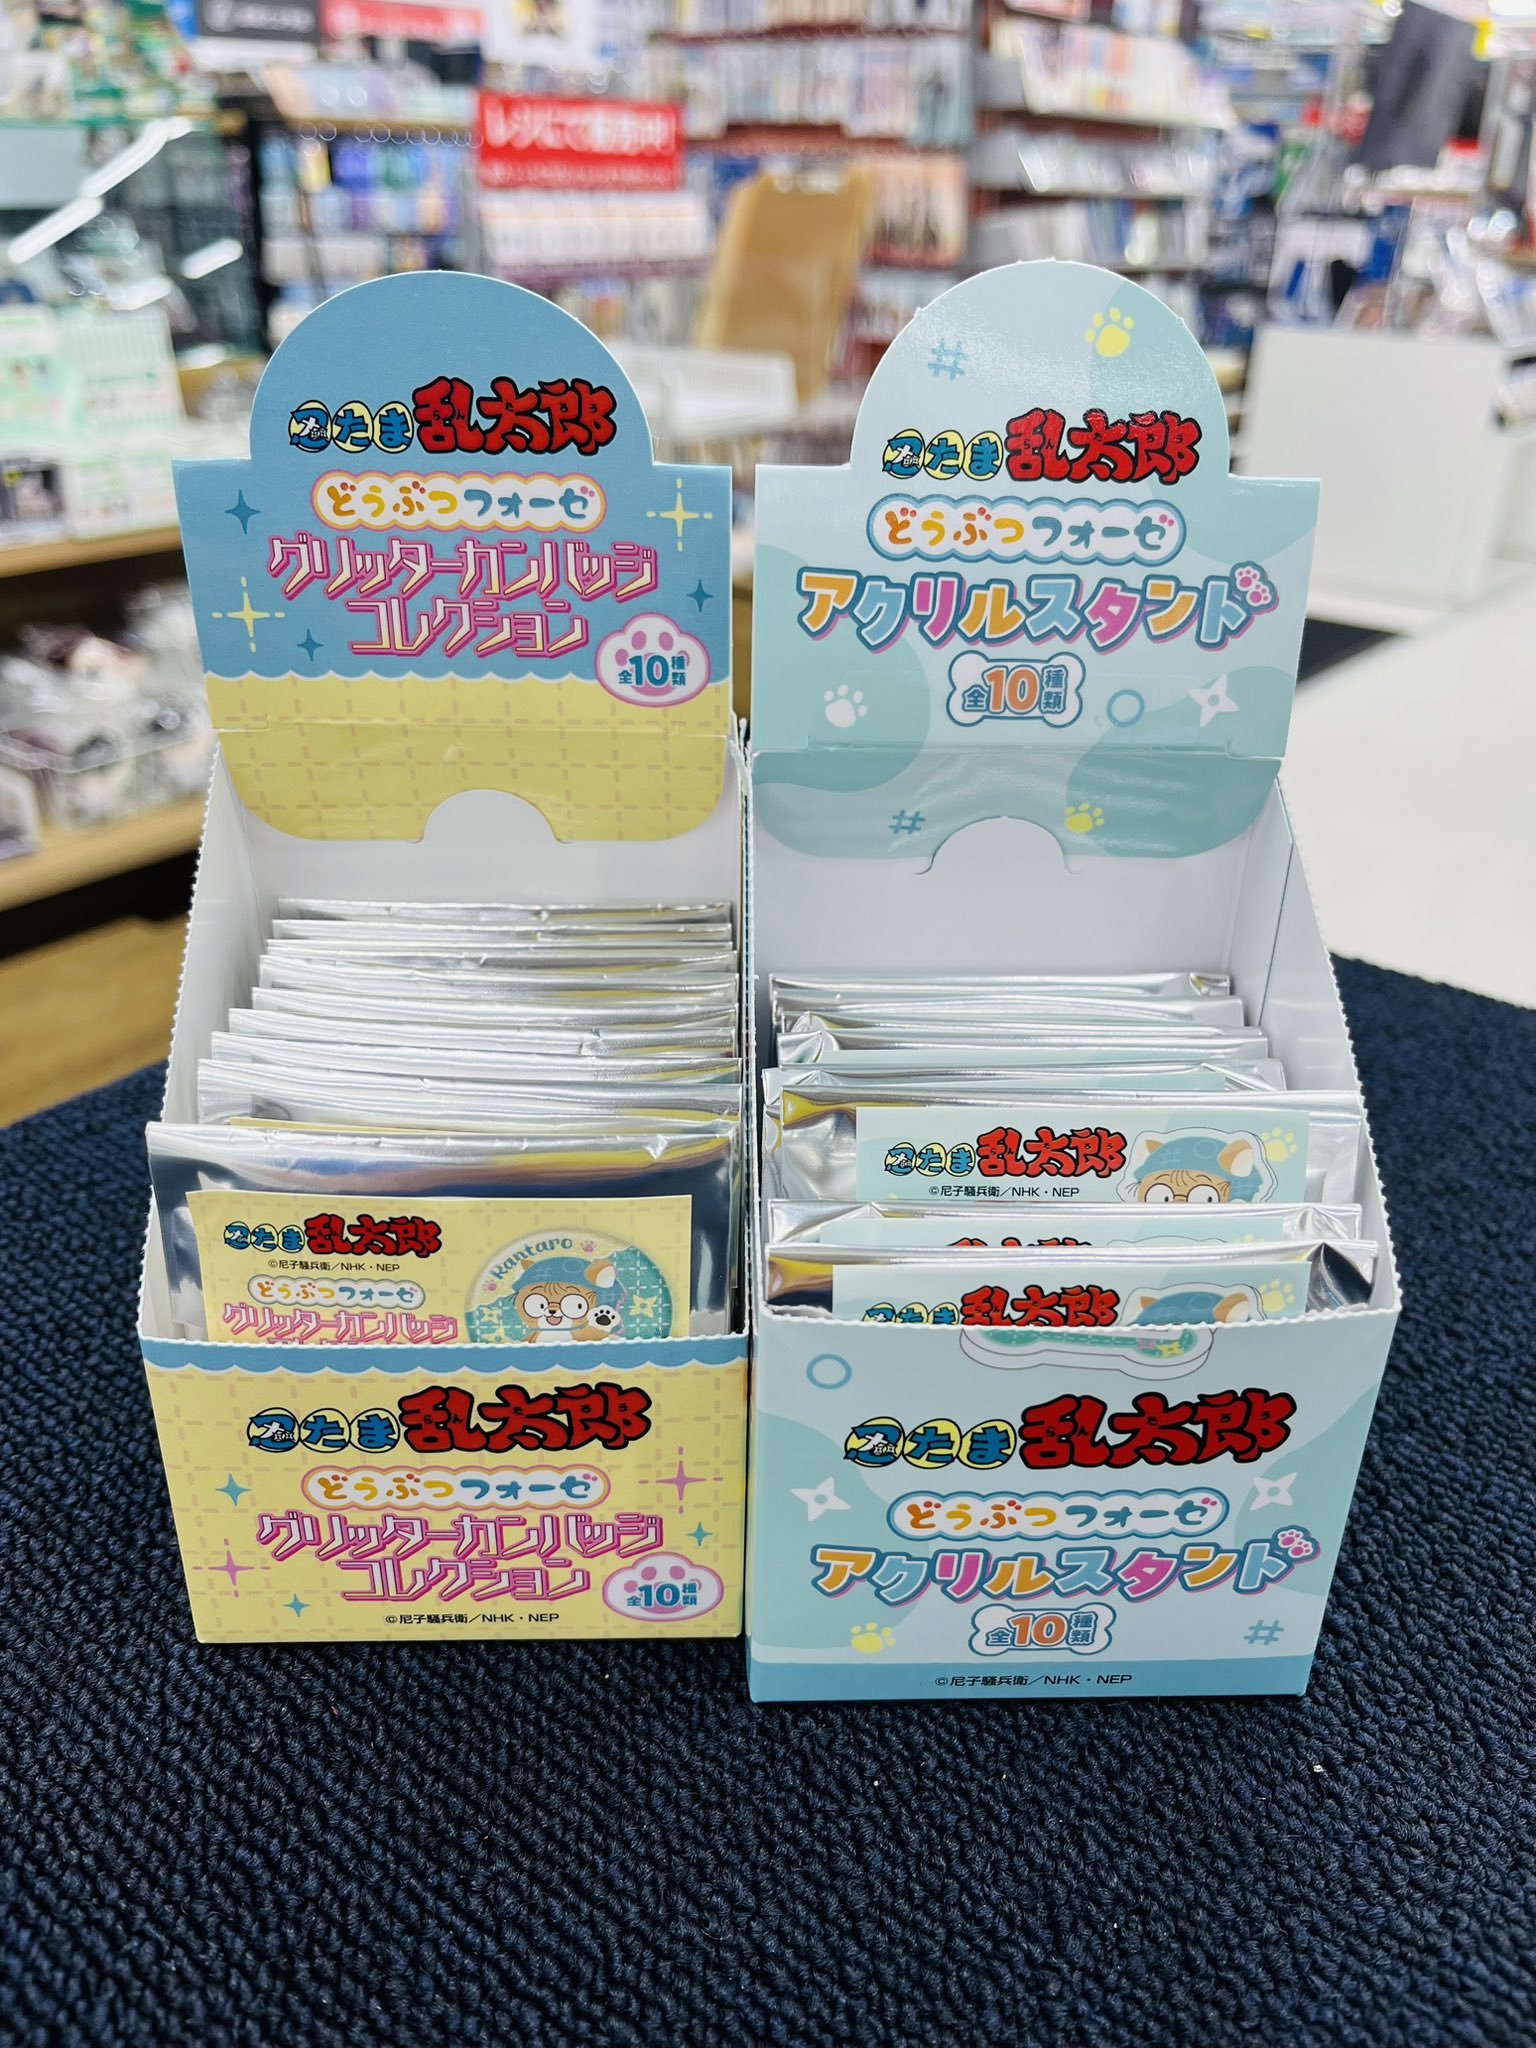 レジにて販売中!
忍たま乱太郎
どうぶつフォーゼ
グリッターカンバッジ
コレクション
全10種類
忍たま乱太郎
©尼子騒兵衛/NHK・NEP
どうぶつフォーゼ
グリッターカンバッジ
Rantaro
忍たま乱太郎
どうぶつフォーゼ
グリッターカンバッジ
コレクション
全10種類
©尼子騒兵衛/NHK・NEP
忍たま乱太郎
どうぶつフォーゼ
アクリルスタンド
全10種類
忍たま乱太郎
©尼子騒兵衛/NHK・NEP
忍たま乱太郎
忍たま乱太郎
どうぶつフォーゼ
アクリルスタンド
全10種類
©尼子騒兵衛/NHK・NEP